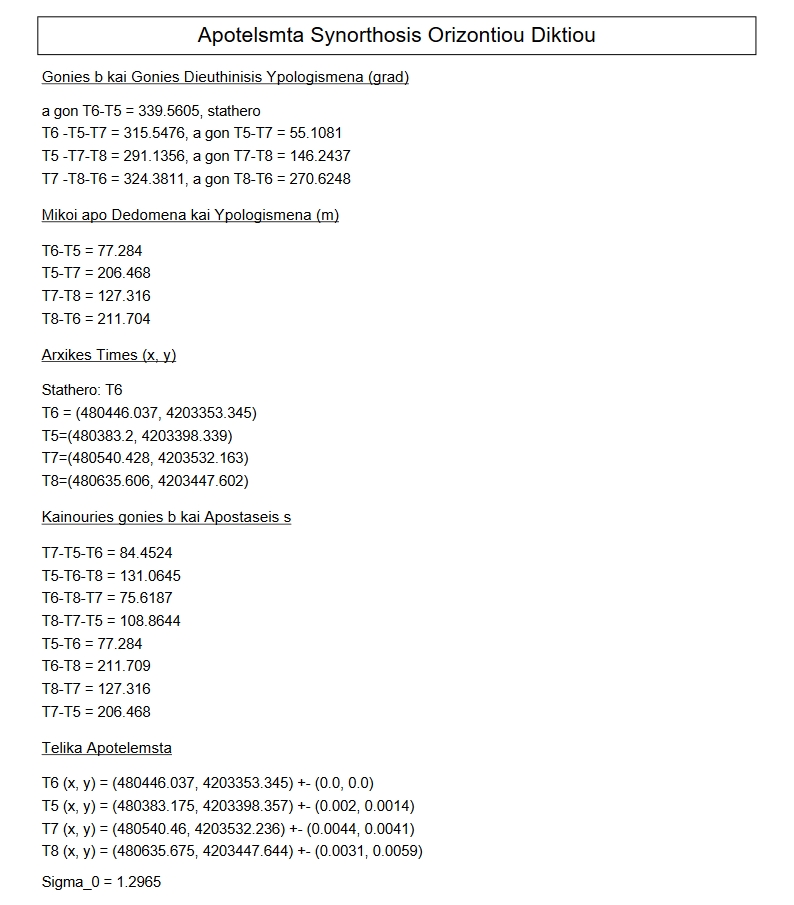 Apotelsmta Synorthosis Orizontiou Diktiou
Gonies b kai Gonies Dieuthinisis Ypologismena (grad)
a gon T6-T5 = 339.5605, stathero
T6 -T5-T7 = 315.5476, a gon T5-T7 = 55.1081
T5 -T7-T8 = 291.1356, a gon T7-T8 = 146.2437
T7 -T8-T6 = 324.3811, a gon T8-T6 = 270.6248
Mikoi apo Dedomena kai Ypologismena (m)
T6-T5 = 77.284
T5-T7 = 206.468
T7-T8 = 127.316
T8-T6 = 211.704
Arxikes Times (x, y)
Stathero: T6
T6 = (480446.037, 4203353.345)
T5=(480383.2, 4203398.339)
T7=(480540.428, 4203532.163)
T8=(480635.606, 4203447.602)
Kainouries gonies b kai Apostaseis s
T7-T5-T6 = 84.4524
T5-T6-T8 = 131.0645
T6-T8-T7 = 75.6187
T8-T7-T5 = 108.8644
T5-T6 = 77.284
T6-T8 = 211.709
T8-T7 = 127.316
T7-T5 = 206.468
Telika Apotelemsta
T6 (x, y) = (480446.037, 4203353.345) +- (0.0, 0.0)
T5 (x, y) = (480383.175, 4203398.357) +- (0.002, 0.0014)
T7 (x, y) = (480540.46, 4203532.236) +- (0.0044, 0.0041)
T8 (x, y) = (480635.675, 4203447.644) +- (0.0031, 0.0059)
Sigma_0 = 1.2965